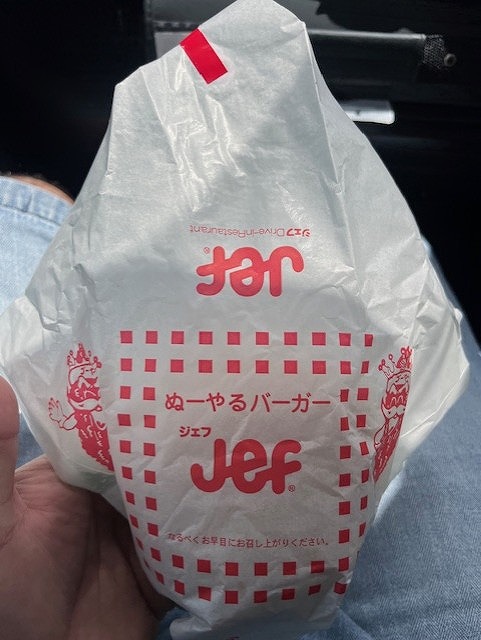 ジェフ Drive-in Restaurant
Jef®
ぬーやるバーガー
ジェフ
Jef®
なるべくお早目にお召し上がりください。